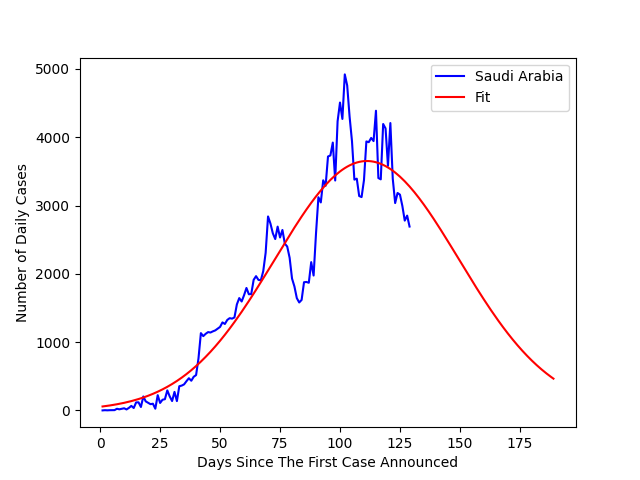 Saudi Arabia
Fit
Number of Daily Cases
5000
4000
3000
2000
1000
0
0 25 50 75 100 125 150 175
Days Since The First Case Announced